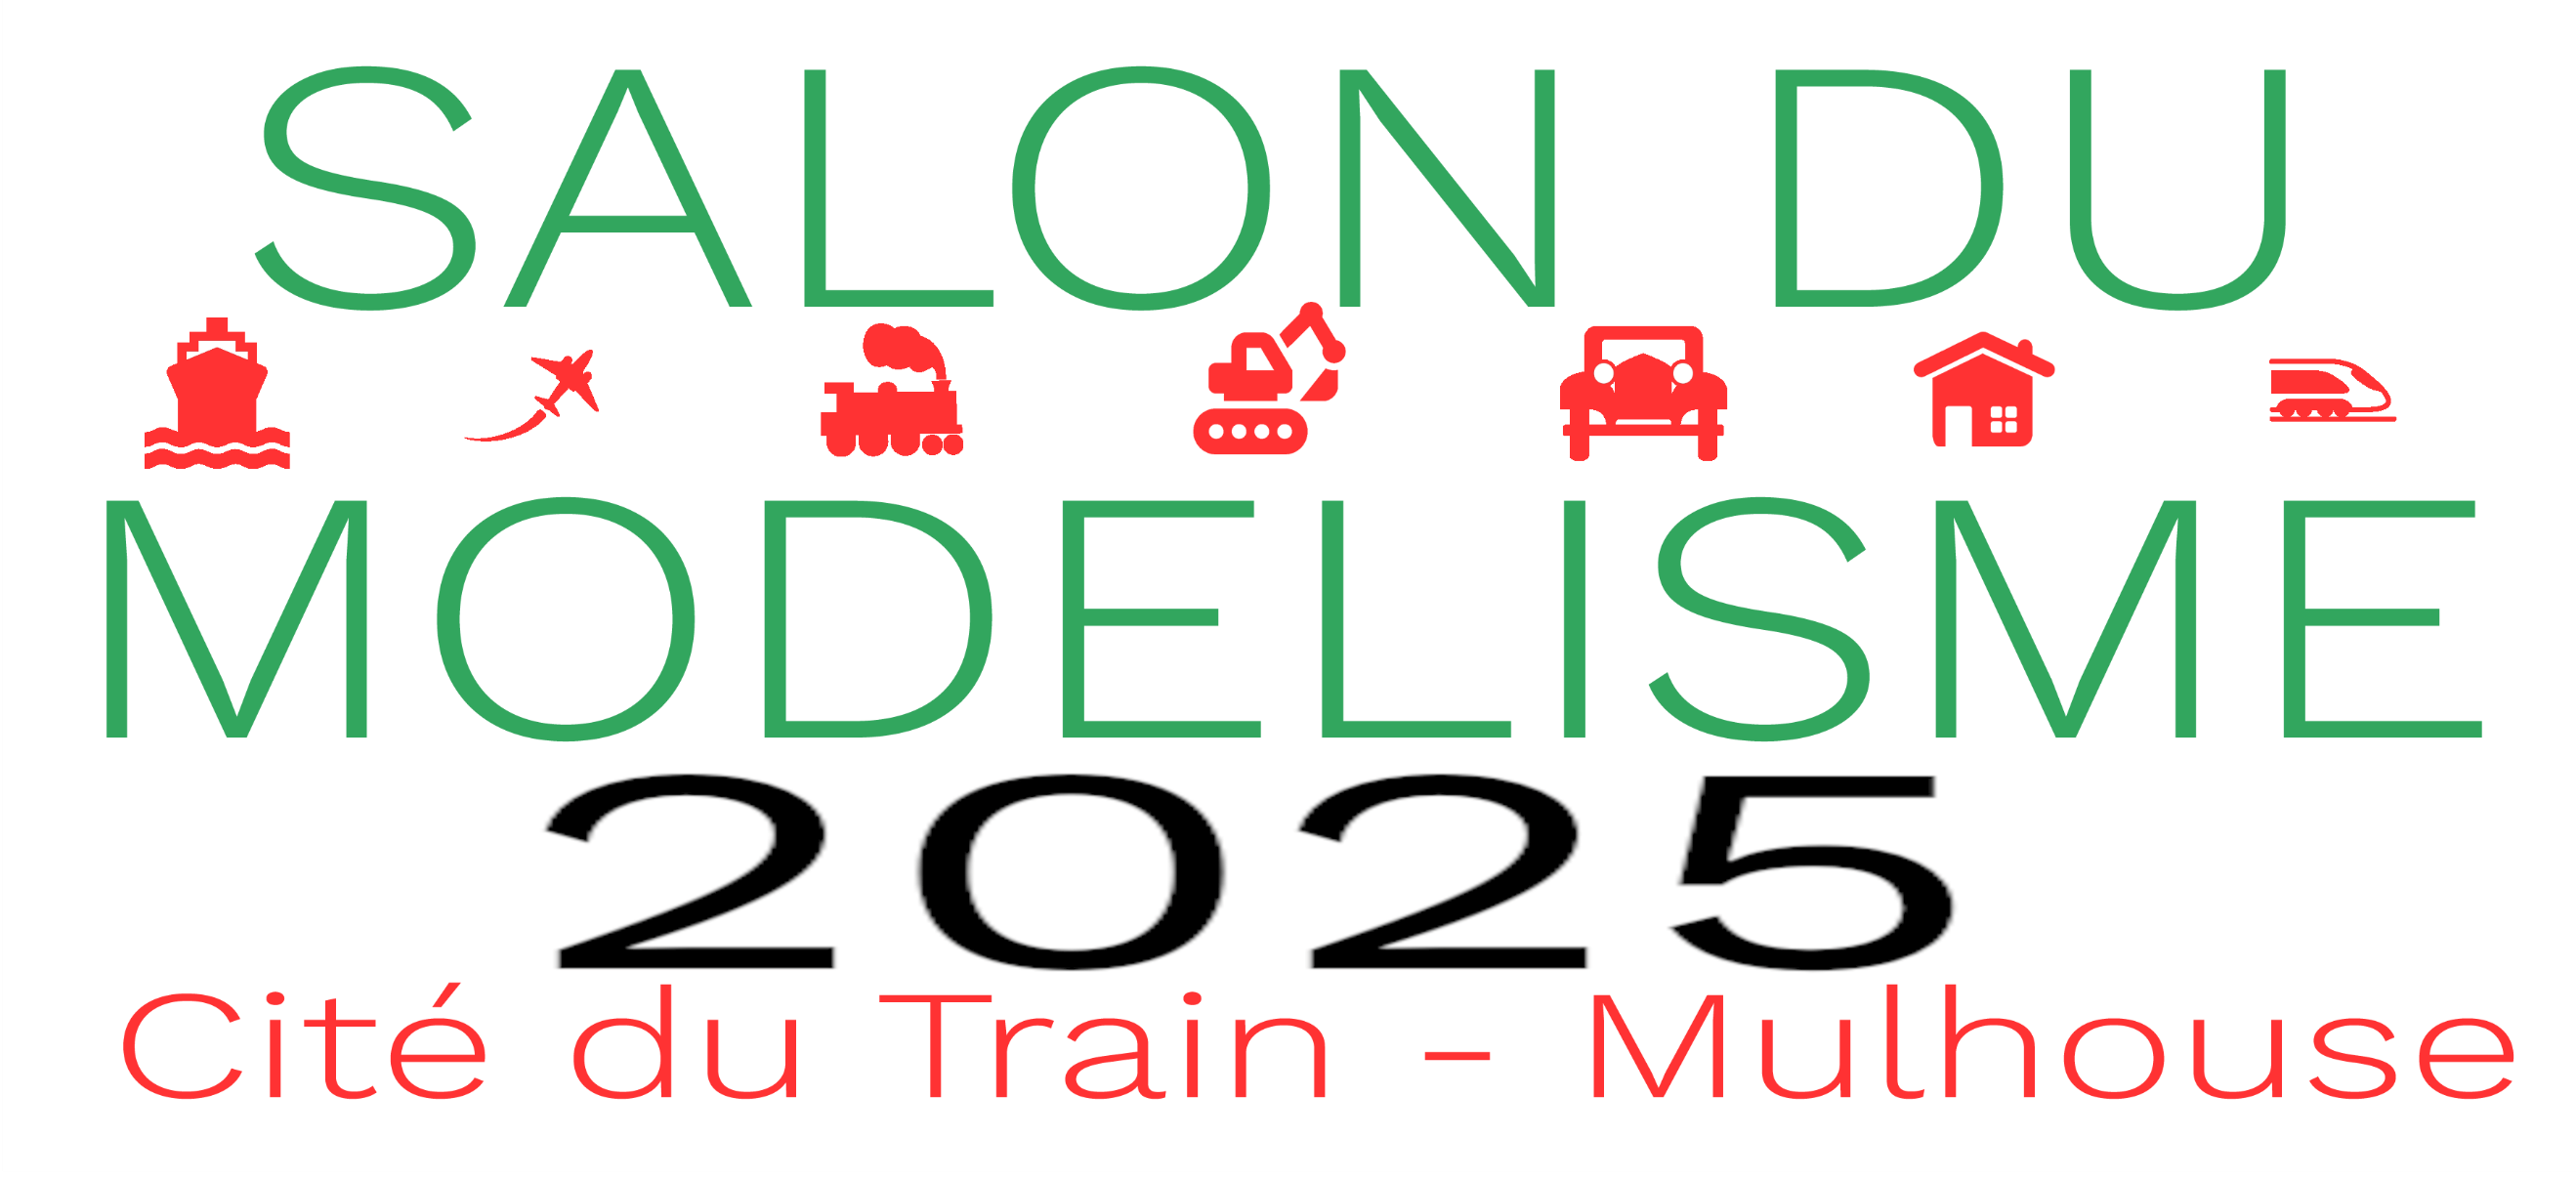 SALON DU
MODELISME
2025
Cité du Train - Mulhouse